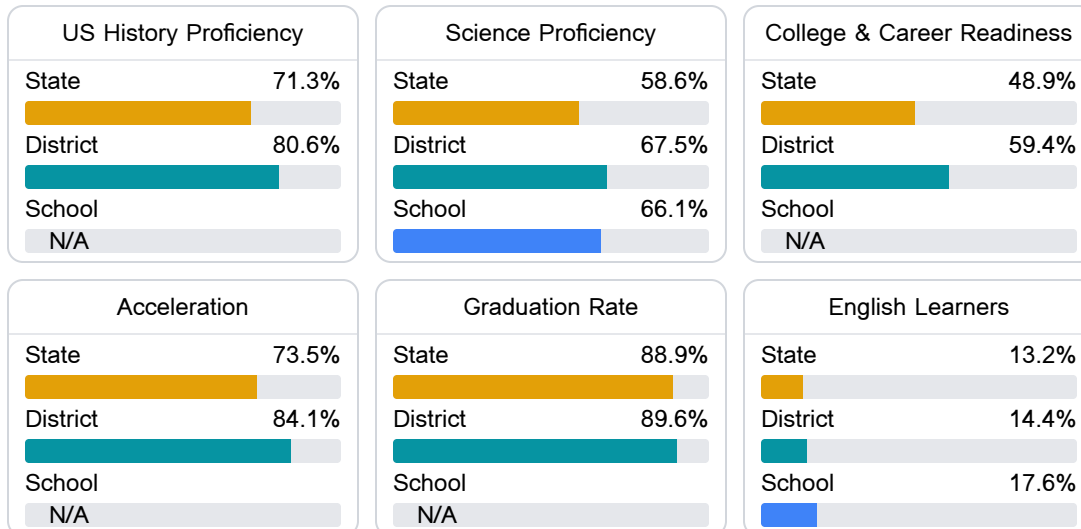 US History Proficiency
State 71.3%
District 80.6%
School
N/A
Science Proficiency
State 58.6%
District 67.5%
School 66.1%
College & Career Readiness
State 48.9%
District 59.4%
School
N/A
Acceleration
State 73.5%
District 84.1%
School
N/A
Graduation Rate
State 88.9%
District 89.6%
School
N/A
English Learners
State 13.2%
District 14.4%
School 17.6%